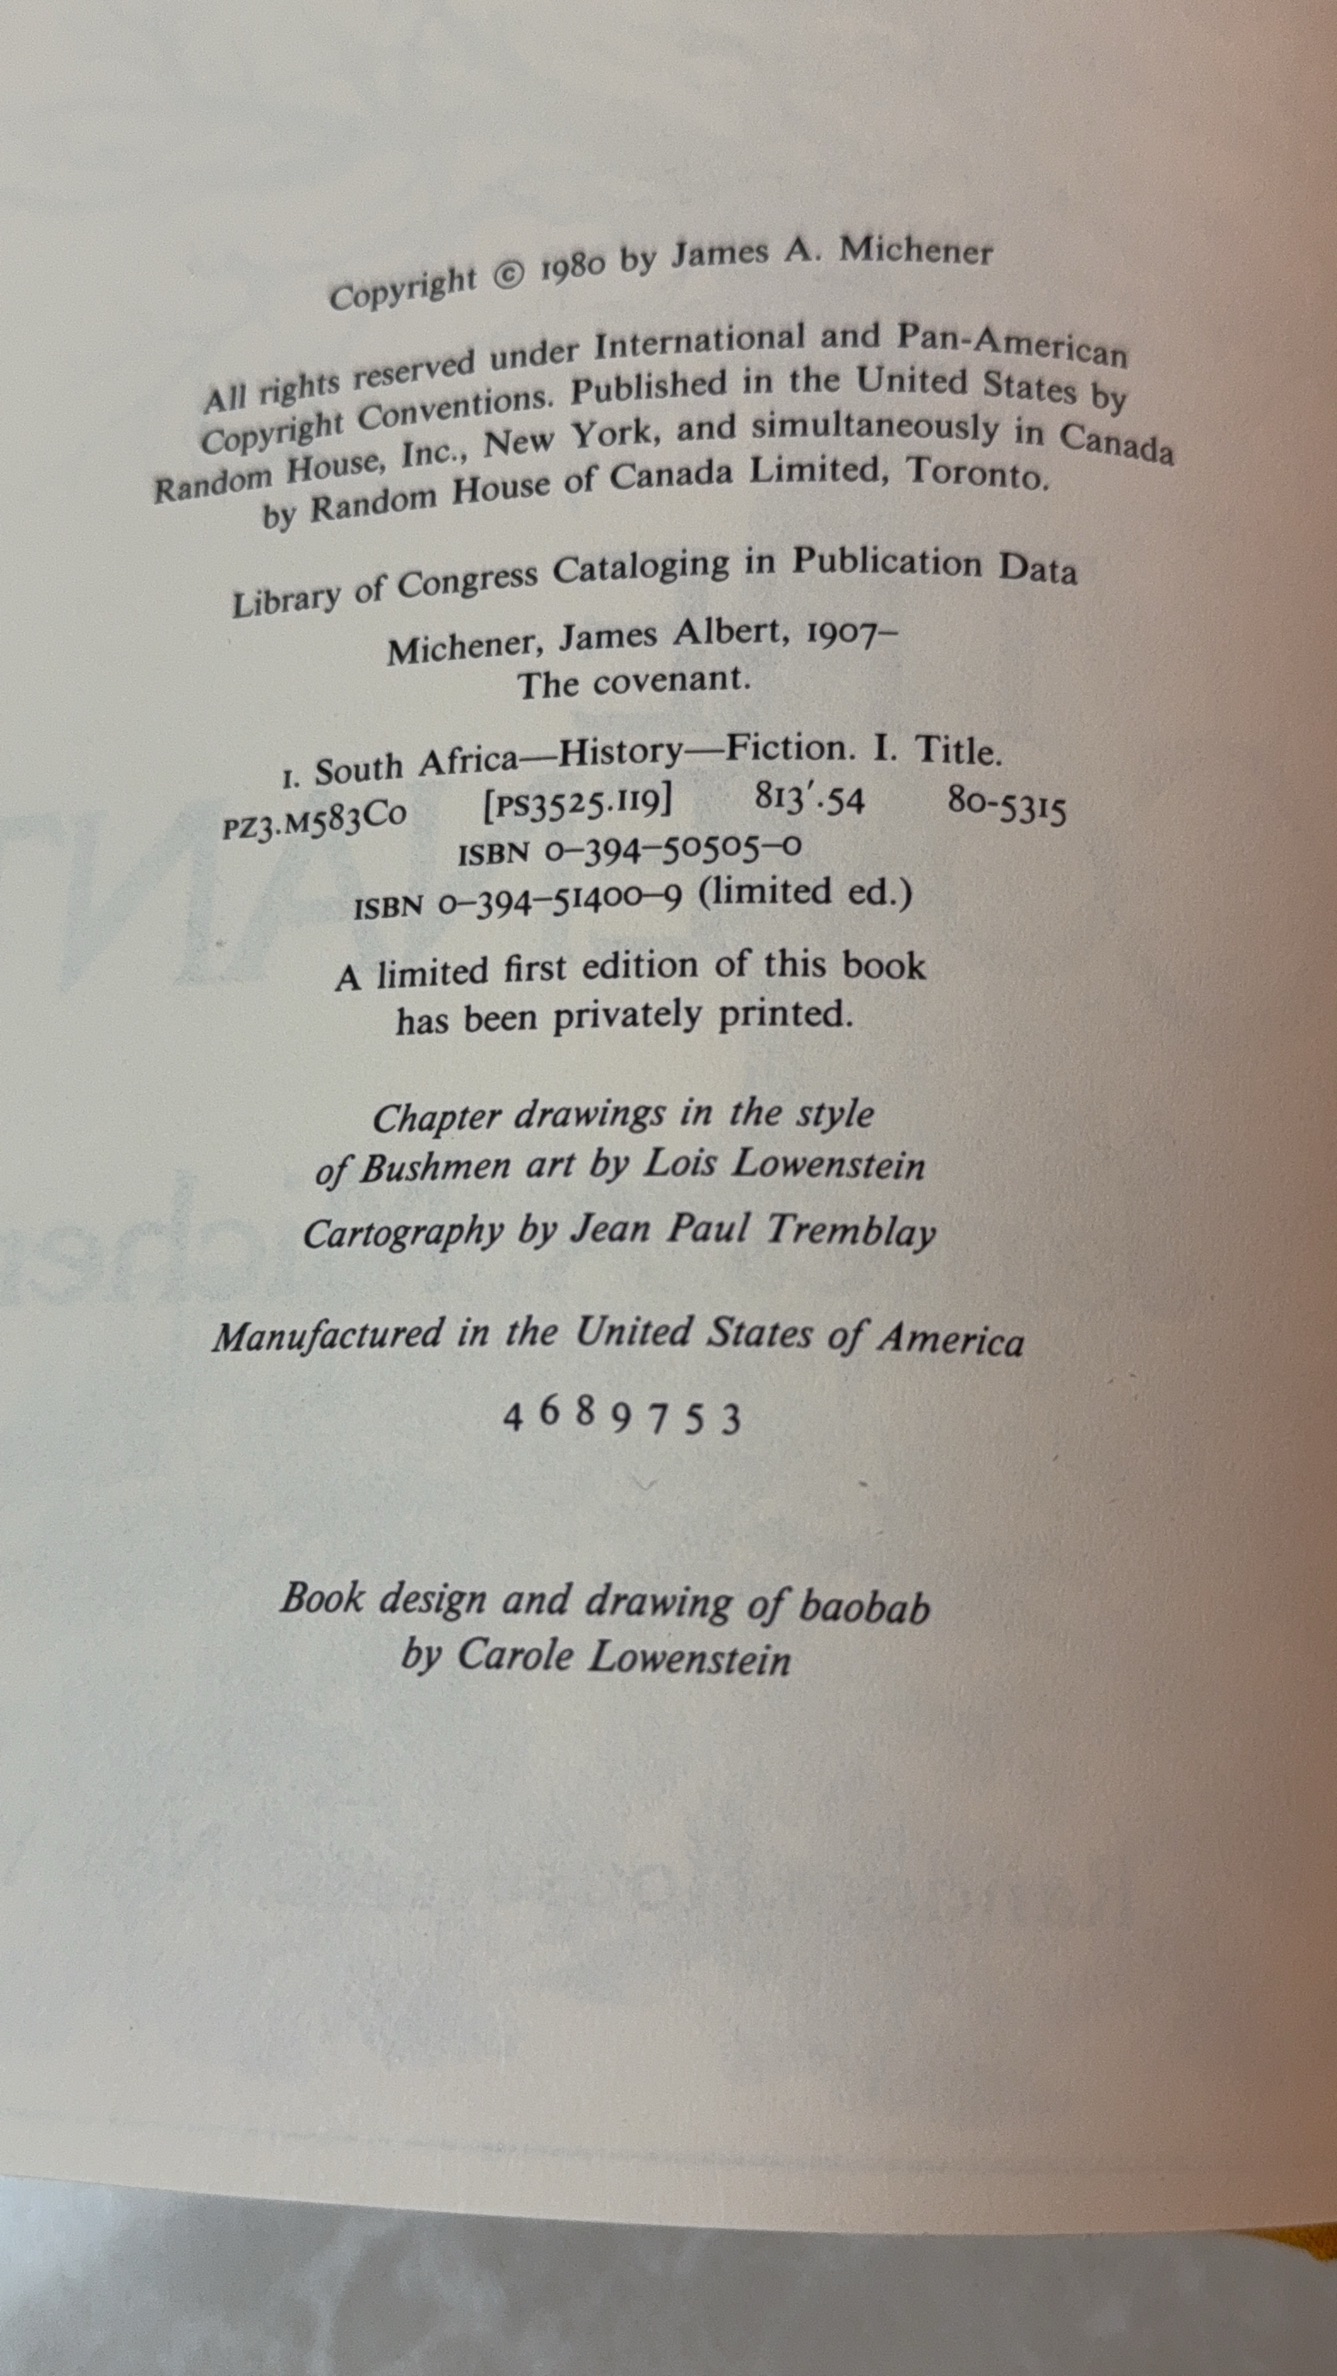 Copyright © 1980 by James A. Michener
All rights reserved under International and Pan-American
Copyright Conventions. Published in the United States by
Random House, Inc., New York, and simultaneously in Canada
by Random House of Canada Limited, Toronto.
Library of Congress Cataloging in Publication Data
Michener, James Albert, 1907–
The covenant.
1. South Africa—History—Fiction. I. Title.
PZ3.M583Co [PS3525.I19] 813′.54 80-5315
ISBN 0–394–50505–0
ISBN 0–394–51400–9 (limited ed.)
A limited first edition of this book
has been privately printed.
Chapter drawings in the style
of Bushmen art by Lois Lowenstein
Cartography by Jean Paul Tremblay
Manufactured in the United States of America
4 6 8 9 7 5 3
Book design and drawing of baobab
by Carole Lowenstein